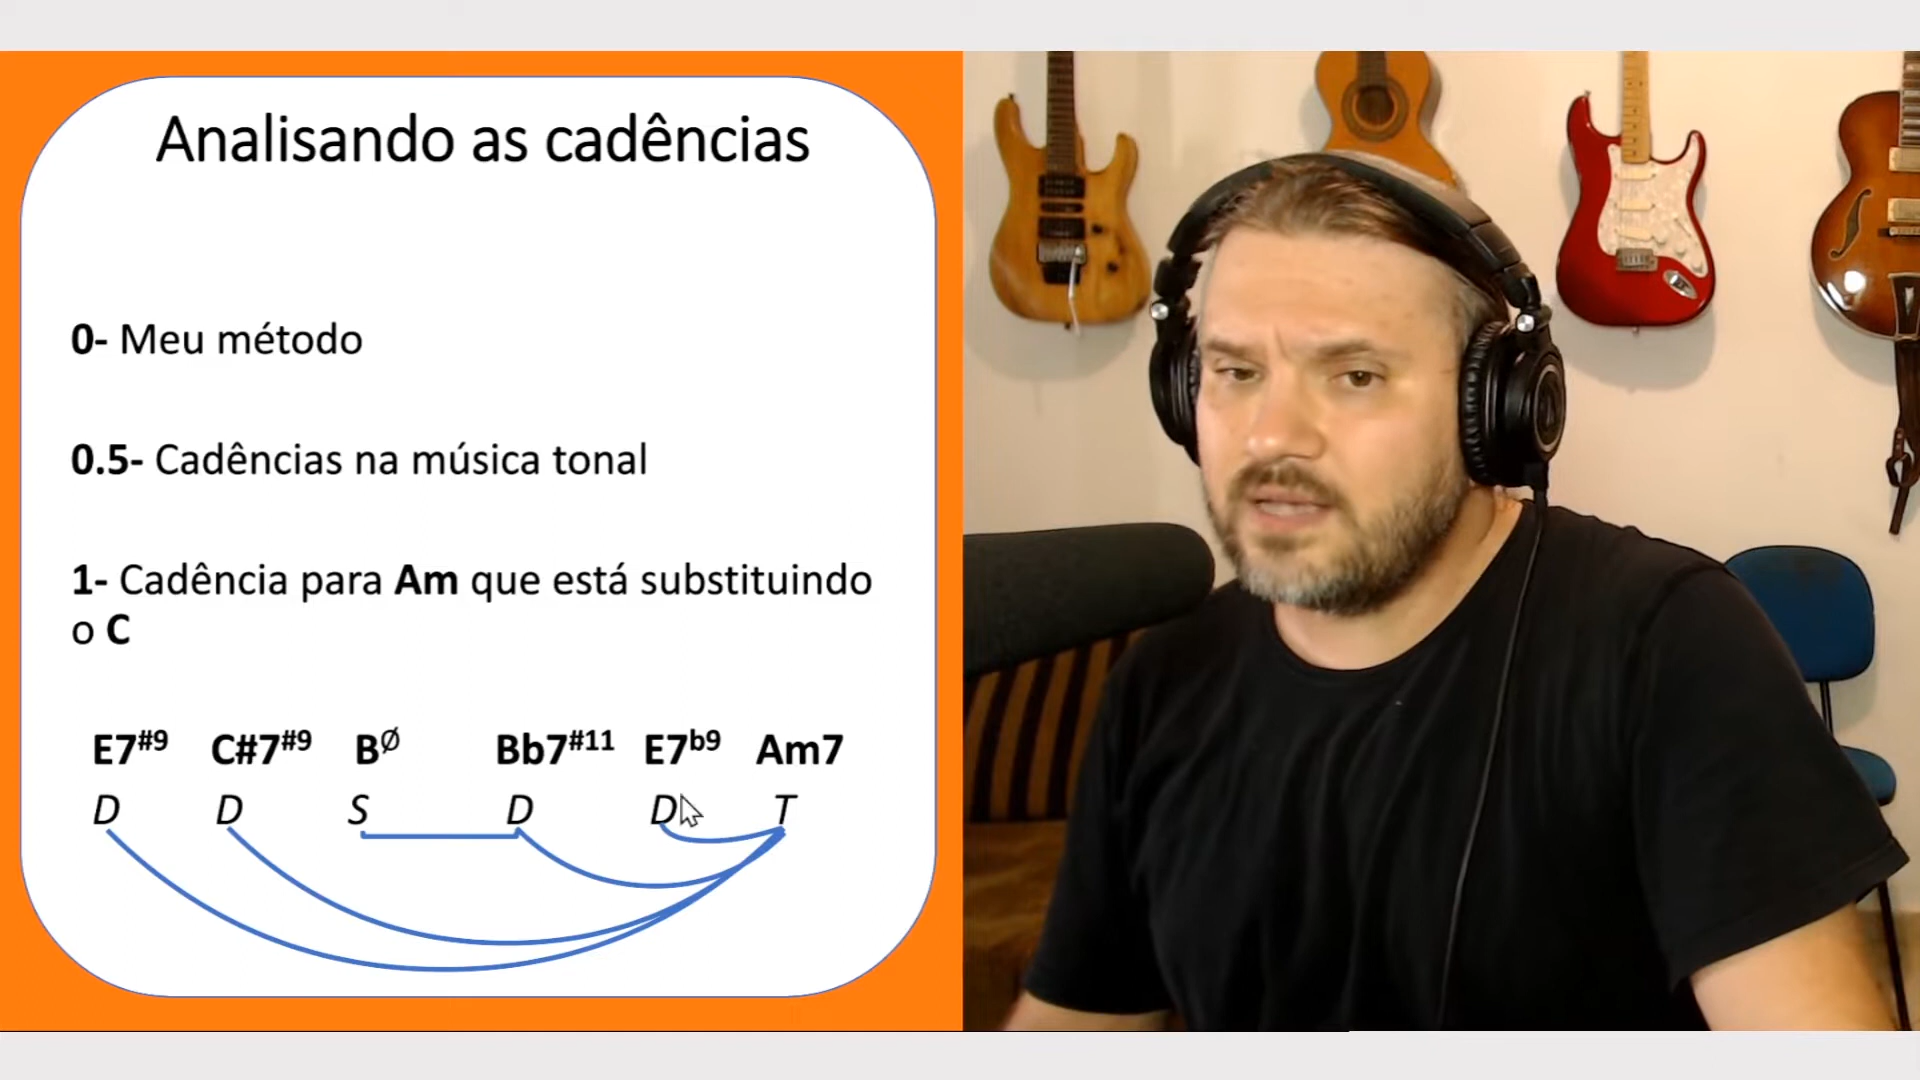 Analisando as cadências
0- Meu método
0.5- Cadências na música tonal
1- Cadência para Am que está substituindo
o C
E7#9 C#7#9 BØ Bb7#11 E7b9 Am7
D D S D D T